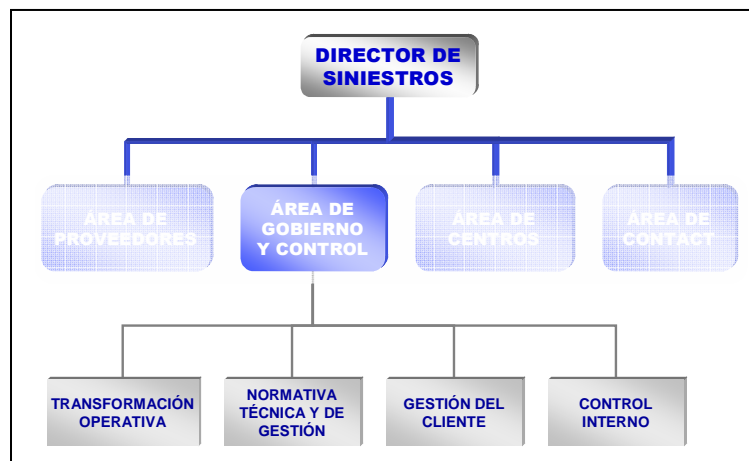 DIRECTOR DE
SINIESTROS
ÁREA DE
PROVEEDORES
ÁREA DE
GOBIERNO
Y CONTROL
ÁREA DE
CENTROS
ÁREA DE
CONTACT
TRANSFORMACIÓN
OPERATIVA
NORMATIVA
TÉCNICA Y DE
GESTIÓN
GESTIÓN DEL
CLIENTE
CONTROL
INTERNO